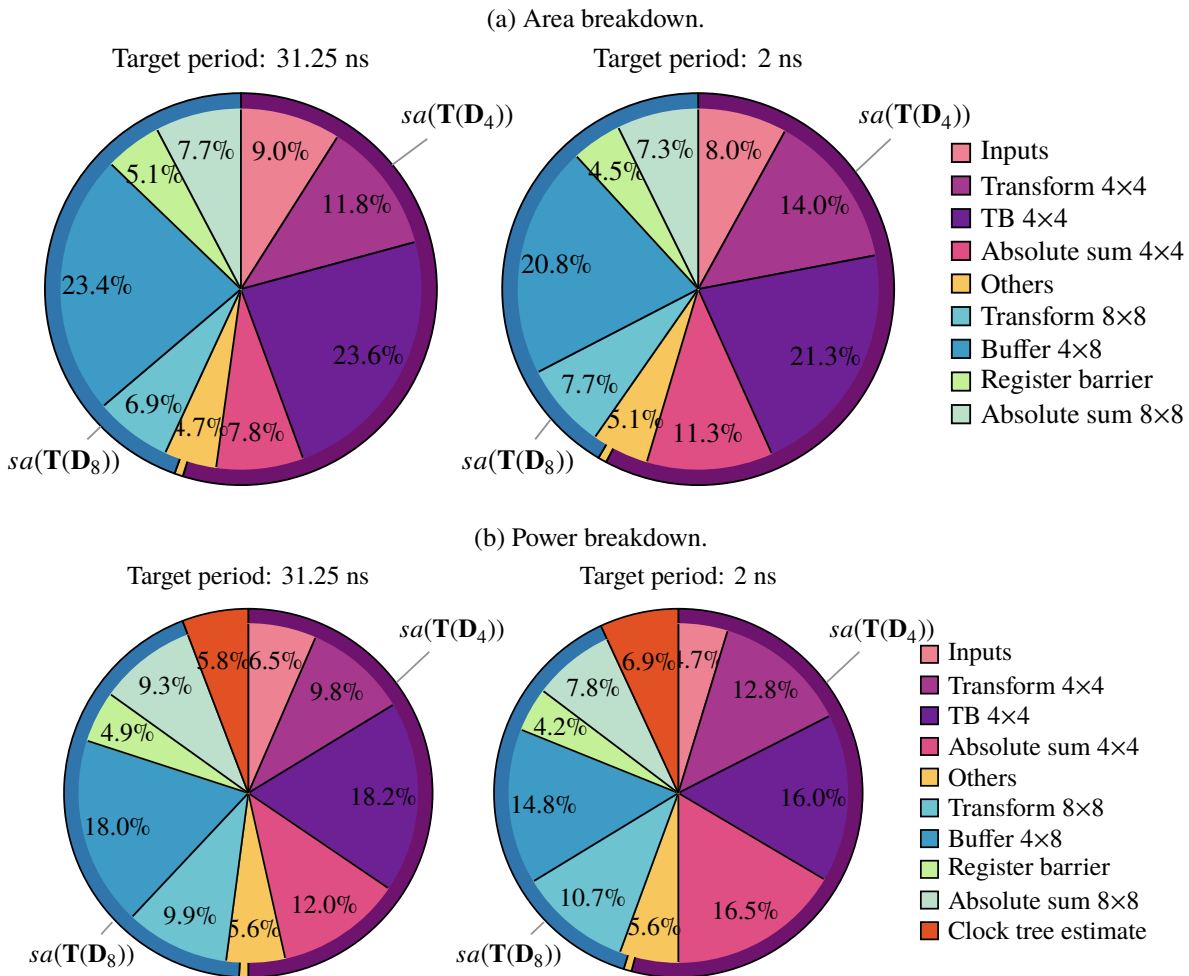 (a) Area breakdown.
Target period: 31.25 ns
Target period: 2 ns
sa(T(D₄))
sa(T(D₄))
7.7%
9.0%
5.1%
11.8%
23.4%
23.6%
6.9%
4.7%
7.8%
sa(T(D₈))
7.3%
8.0%
4.5%
14.0%
20.8%
21.3%
7.7%
5.1%
11.3%
sa(T(D₈))
Inputs
Transform 4×4
TB 4×4
Absolute sum 4×4
Others
Transform 8×8
Buffer 4×8
Register barrier
Absolute sum 8×8
(b) Power breakdown.
Target period: 31.25 ns
Target period: 2 ns
sa(T(D₄))
sa(T(D₄))
5.8%
6.5%
9.3%
9.8%
4.9%
18.2%
18.0%
12.0%
9.9%
5.6%
sa(T(D₈))
6.9%
4.7%
7.8%
12.8%
4.2%
16.0%
14.8%
10.7%
5.6%
16.5%
sa(T(D₈))
Inputs
Transform 4×4
TB 4×4
Absolute sum 4×4
Others
Transform 8×8
Buffer 4×8
Register barrier
Absolute sum 8×8
Clock tree estimate